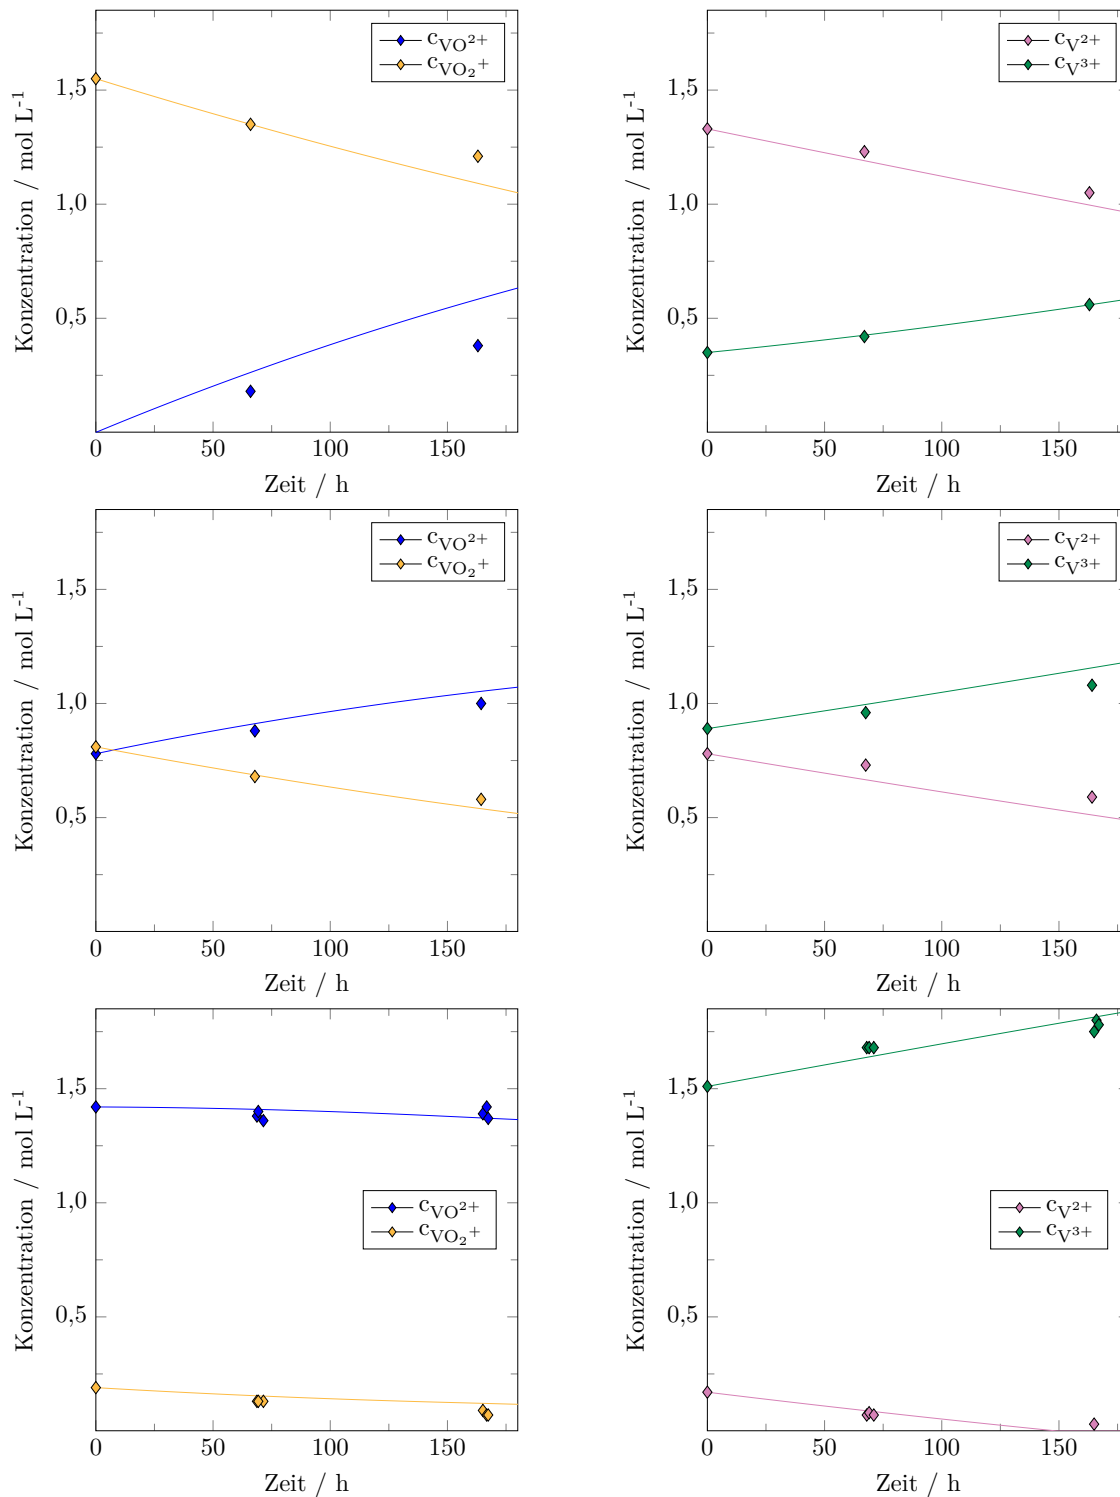 c_VO²⁺
c_VO₂⁺
1,5
1,0
0,5
0 50 100 150
Zeit / h
Konzentration / mol L⁻¹
c_V²⁺
c_V³⁺
1,5
1,0
0,5
0 50 100 150
Zeit / h
Konzentration / mol L⁻¹
c_VO²⁺
c_VO₂⁺
1,5
1,0
0,5
0 50 100 150
Zeit / h
Konzentration / mol L⁻¹
c_V²⁺
c_V³⁺
1,5
1,0
0,5
0 50 100 150
Zeit / h
Konzentration / mol L⁻¹
1,5
1,0
0,5
c_VO²⁺
c_VO₂⁺
0 50 100 150
Zeit / h
Konzentration / mol L⁻¹
1,5
1,0
0,5
c_V²⁺
c_V³⁺
0 50 100 150
Zeit / h
Konzentration / mol L⁻¹